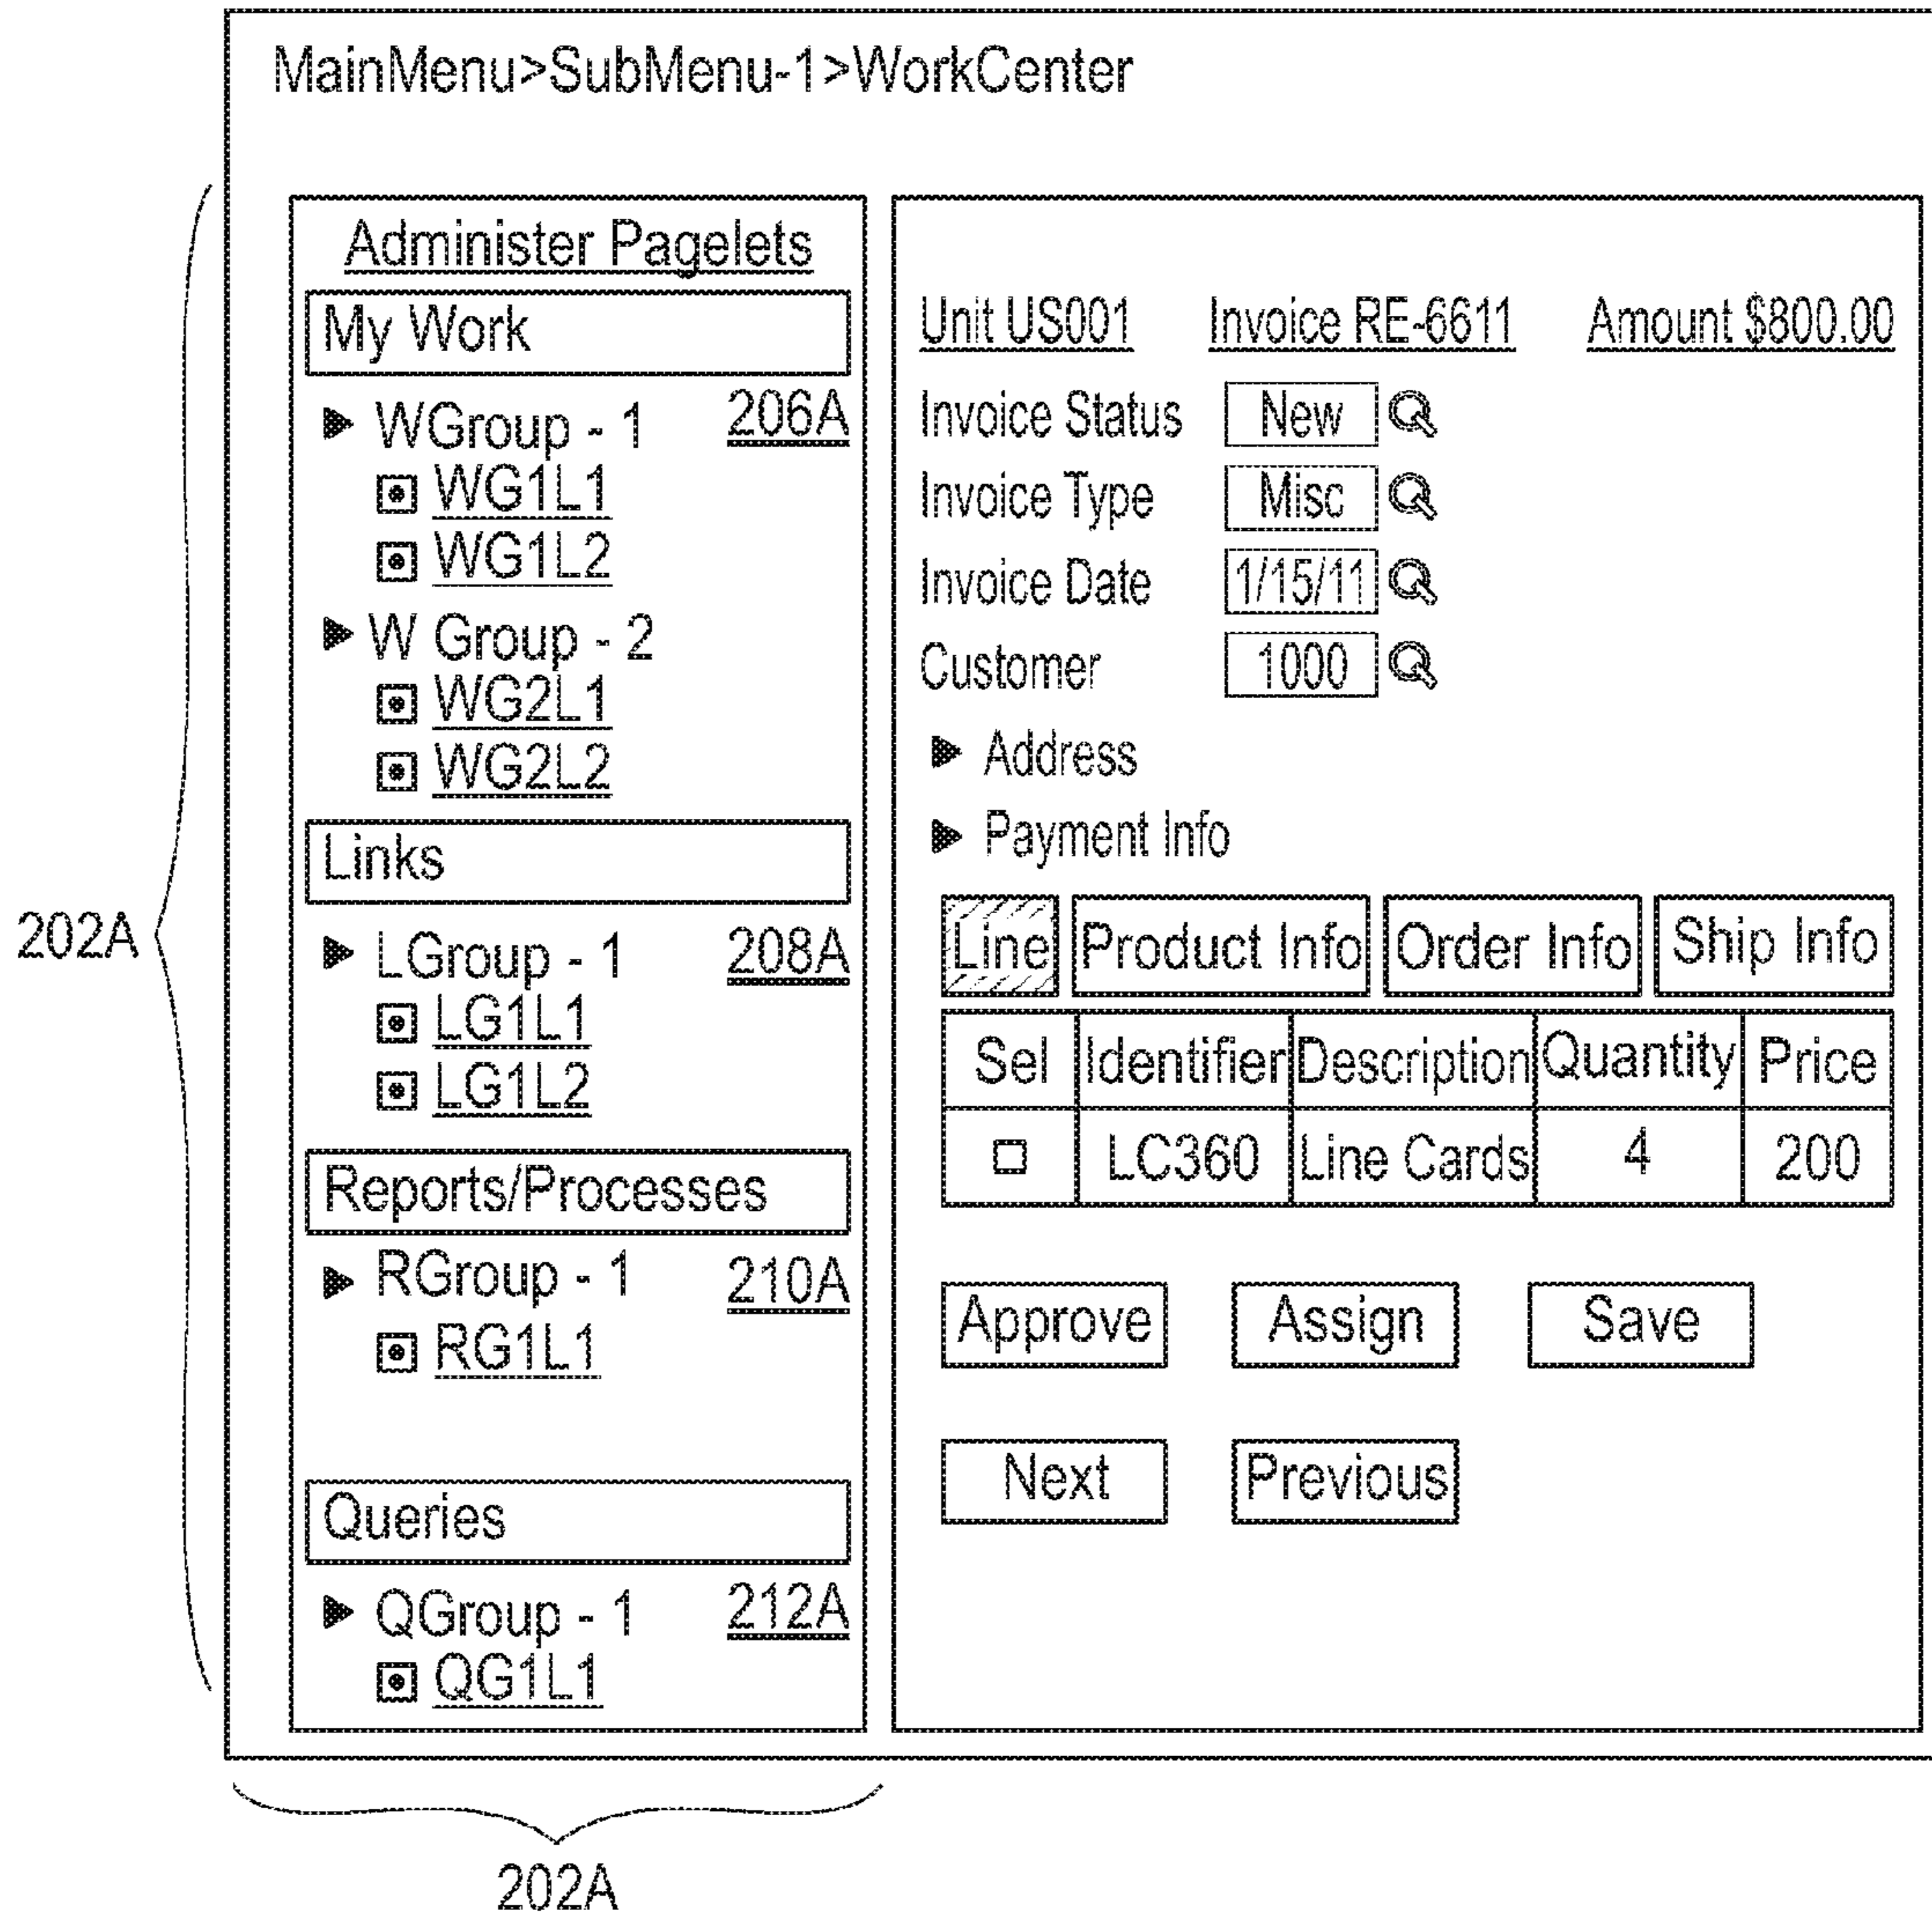 MainMenu>SubMenu-1>WorkCenter
202A
Administer Pagelets
My Work
WGroup - 1 206A
WG1L1
WG1L2
W Group - 2
WG2L1
WG2L2
Links
LGroup - 1 208A
LG1L1
LG1L2
Reports/Processes
RGroup - 1 210A
RG1L1
Queries
QGroup - 1 212A
QG1L1
Unit US001 Invoice RE-6611 Amount $800.00
Invoice Status New
Invoice Type Misc
Invoice Date 1/15/11
Customer 1000
Address
Payment Info
Line Product Info Order Info Ship Info
Sel Identifier Description Quantity Price
LC360 Line Cards 4 200
Approve Assign Save
Next Previous
202A